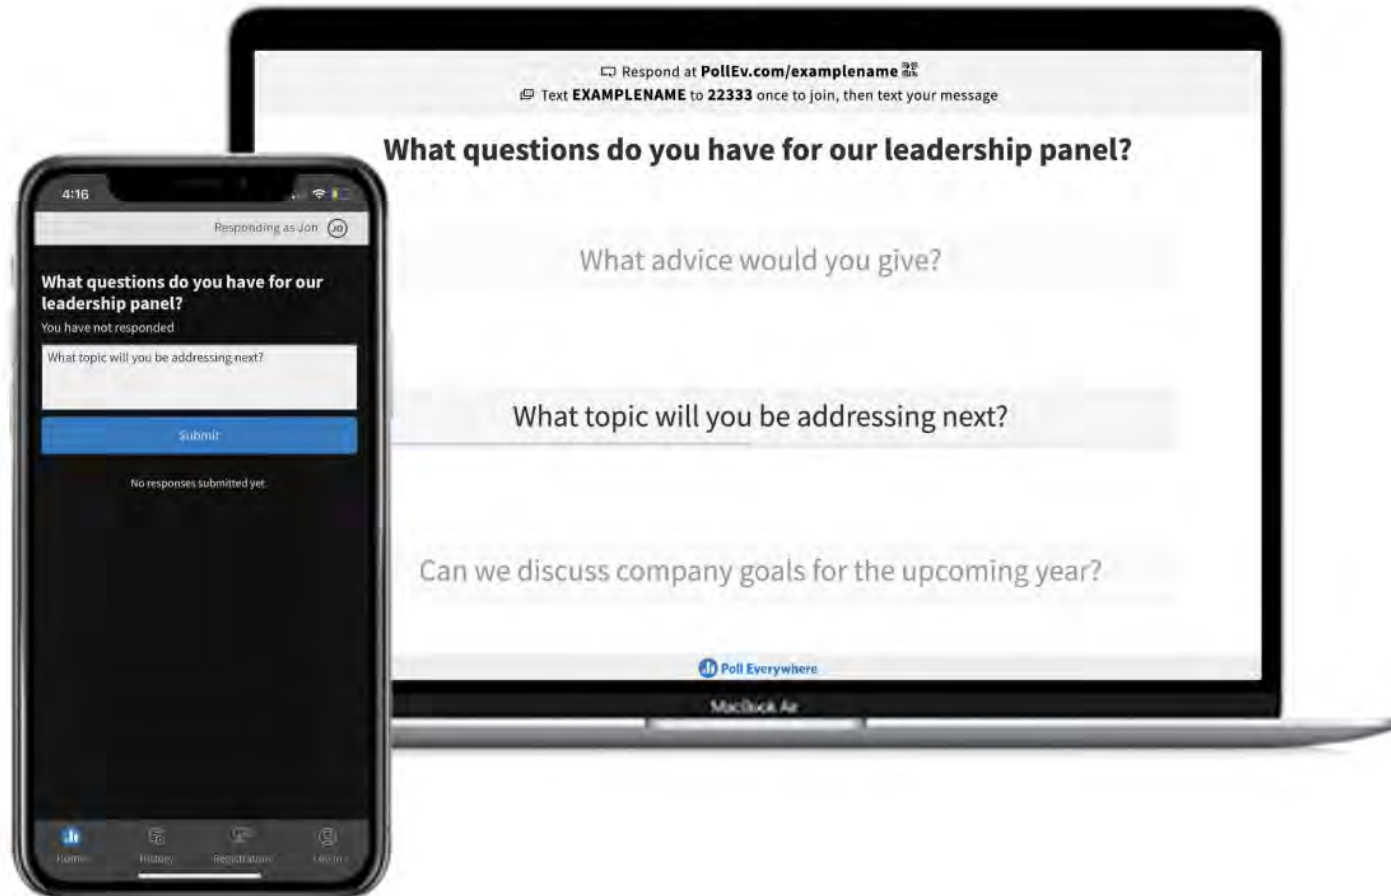 Respond at PollEv.com/examplename
Text EXAMPLENAME to 22333 once to join, then text your message
What questions do you have for our leadership panel?
What advice would you give?
What topic will you be addressing next?
Can we discuss company goals for the upcoming year?
Poll Everywhere
MacBook Air
4:16
Responding as Jon
JO
What questions do you have for our
leadership panel?
You have not responded
What topic will you be addressing next?
Submit
No responses submitted yet
Home
History
Registration
Log in